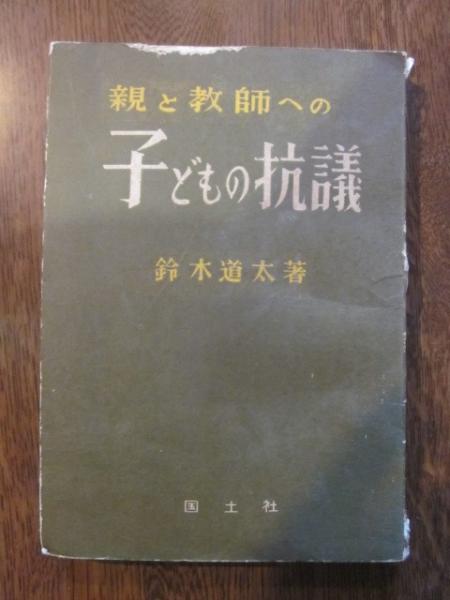 親と教師への
子どもの抗議
鈴木道太著
国土社